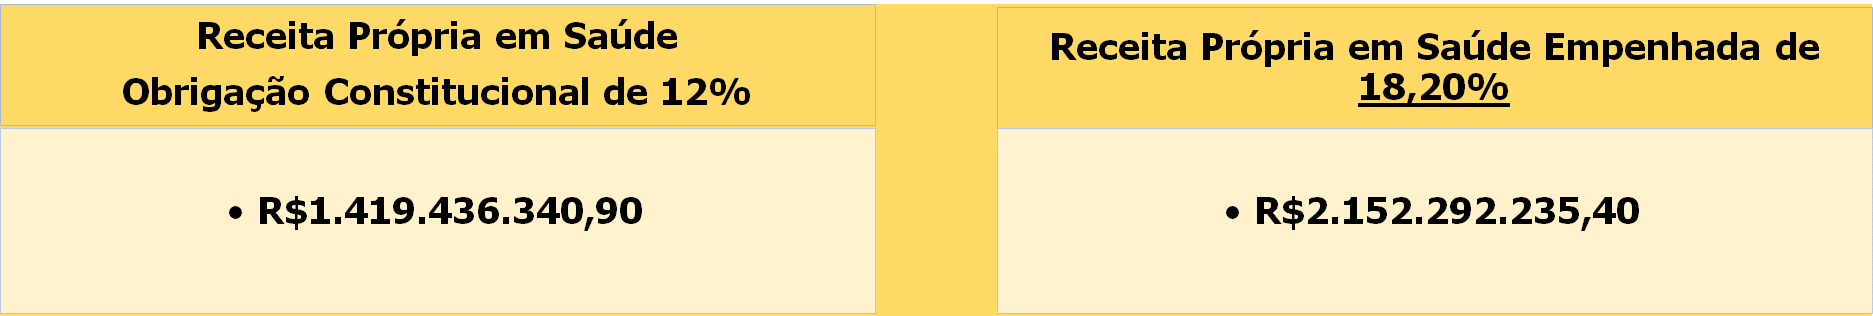 Receita Própria em Saúde
Obrigação Constitucional de 12%
• R$1.419.436.340,90
Receita Própria em Saúde Empenhada de
18,20%
• R$2.152.292.235,40